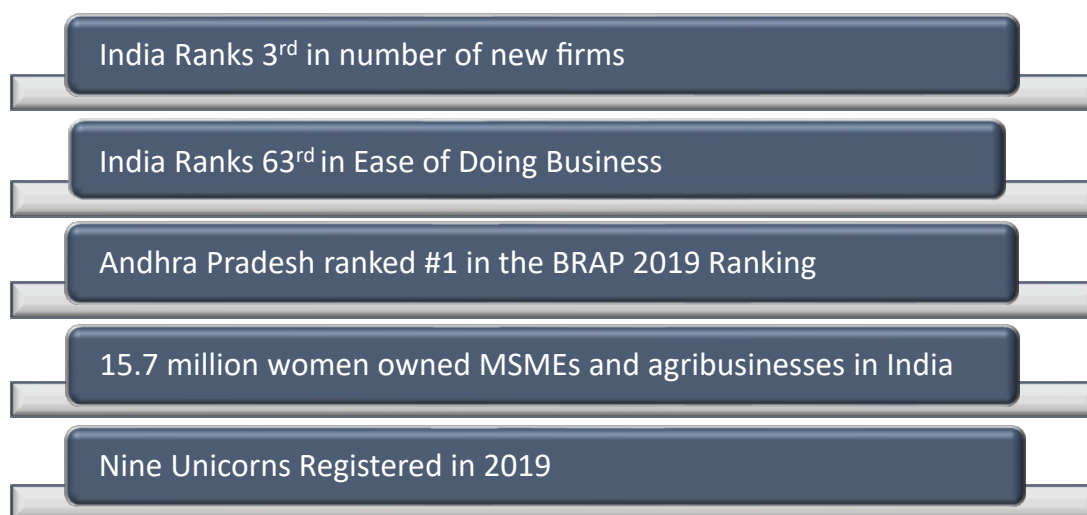 India Ranks 3rd in number of new firms
India Ranks 63rd in Ease of Doing Business
Andhra Pradesh ranked #1 in the BRAP 2019 Ranking
15.7 million women owned MSMEs and agribusinesses in India
Nine Unicorns Registered in 2019